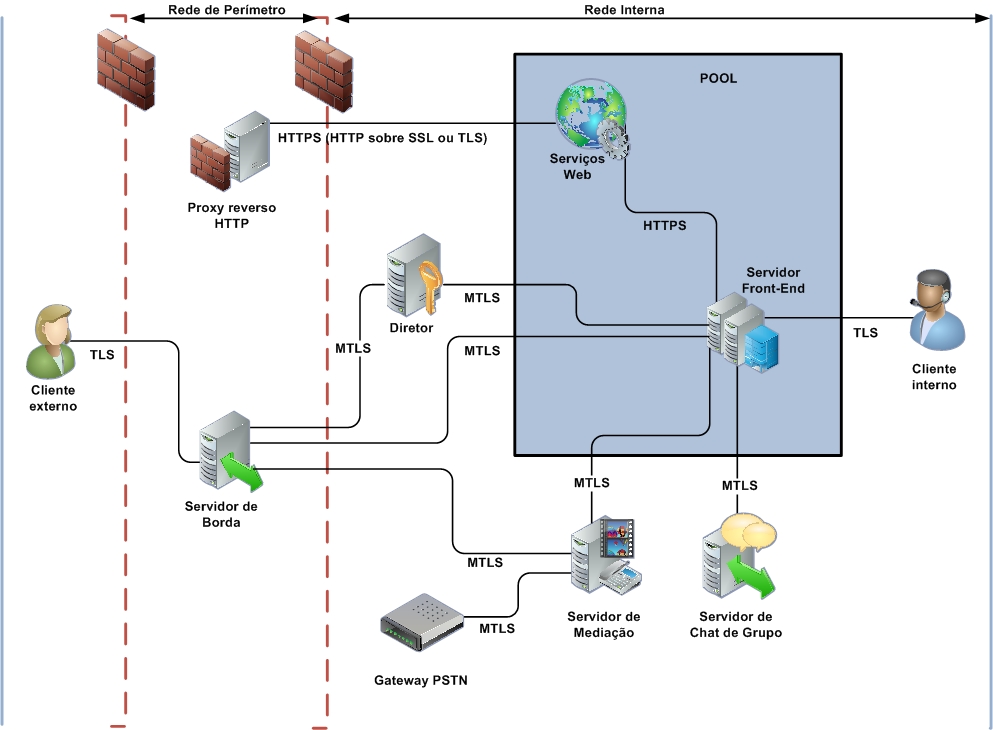 Rede de Perímetro
Rede Interna
POOL
HTTPS (HTTP sobre SSL ou TLS)
Serviços
Web
Proxy reverso
HTTP
HTTPS
Servidor
Front-End
MTLS
Diretor
TLS
MTLS
MTLS
TLS
Cliente
externo
Cliente
interno
MTLS
MTLS
Servidor de
Borda
MTLS
Servidor de
Mediação
Servidor de
Chat de Grupo
MTLS
Gateway PSTN